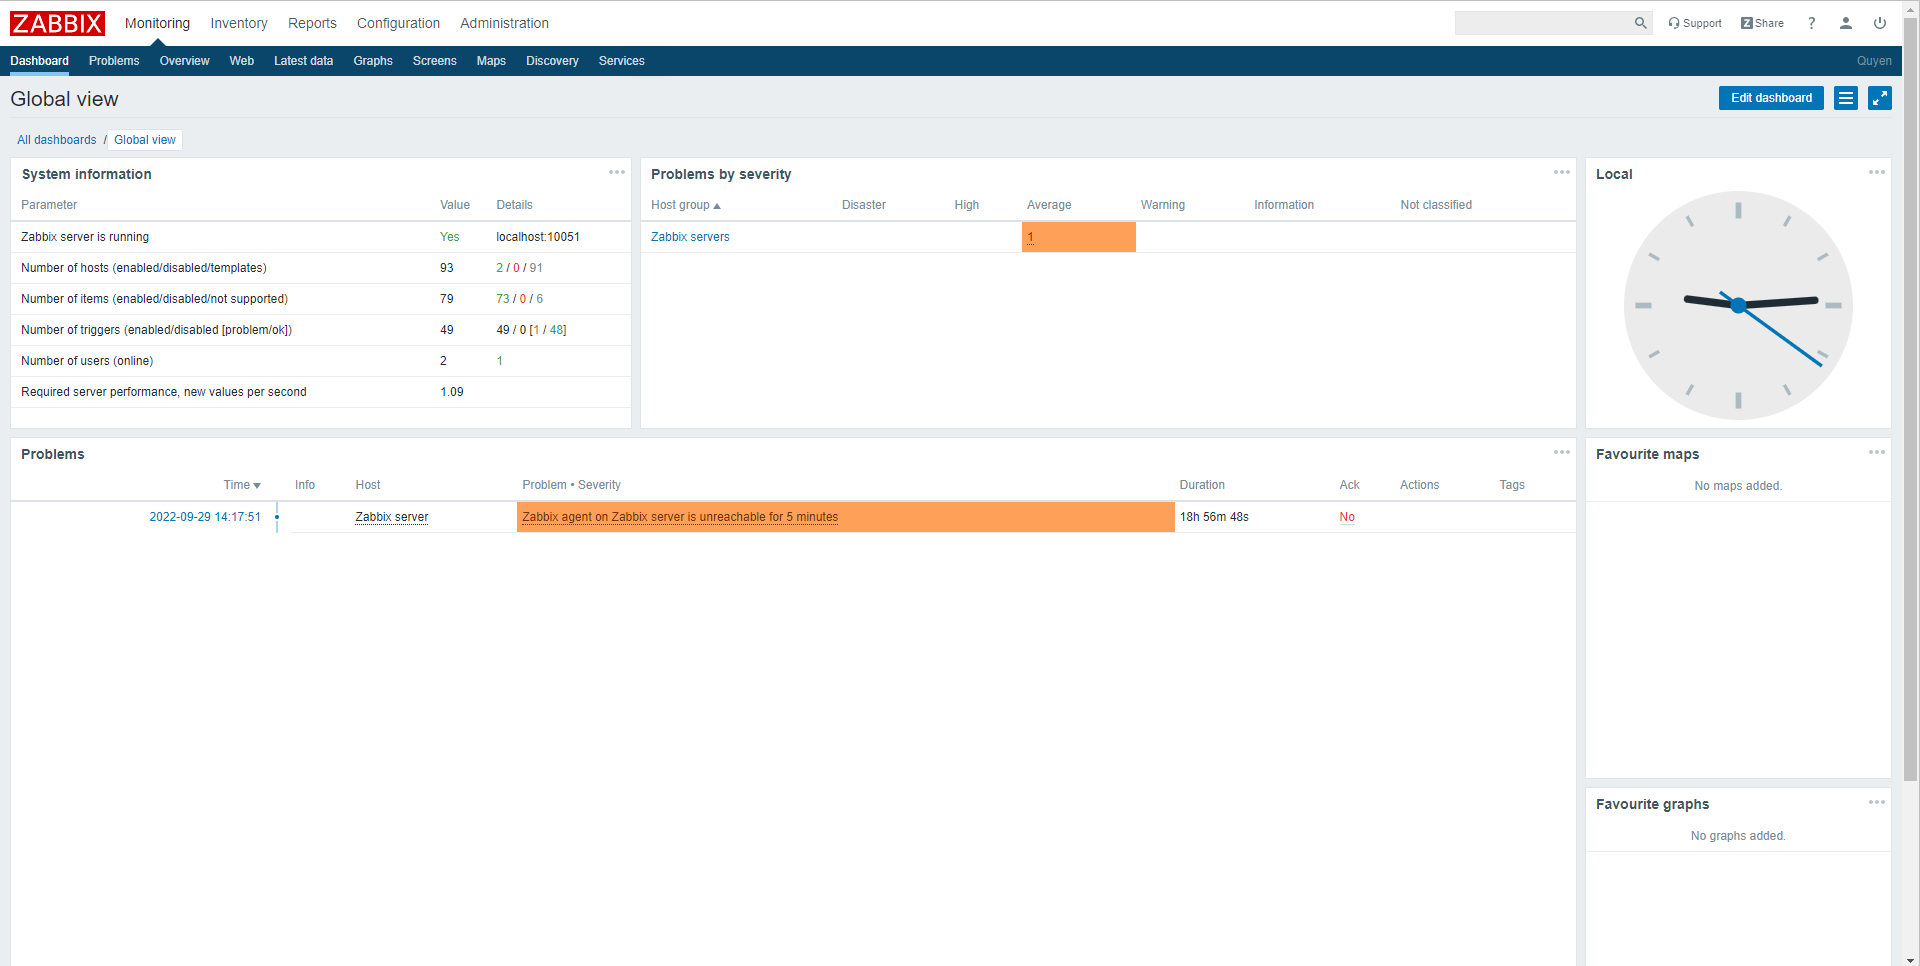 ZABBIX Monitoring Inventory Reports Configuration Administration Support Z Share ?
Dashboard Problems Overview Web Latest data Graphs Screens Maps Discovery Services Quyen
Global view Edit dashboard
All dashboards / Global view
System information
Parameter Value Details
Zabbix server is running Yes localhost:10051
Number of hosts (enabled/disabled/templates) 93 2 / 0 / 91
Number of items (enabled/disabled/not supported) 79 73 / 0 / 6
Number of triggers (enabled/disabled [problem/ok]) 49 49 / 0 [1 / 48]
Number of users (online) 2 1
Required server performance, new values per second 1.09
Problems by severity
Host group Disaster High Average Warning Information Not classified
Zabbix servers 1
Local
Problems
Time Info Host Problem • Severity Duration Ack Actions Tags
2022-09-29 14:17:51 Zabbix server Zabbix agent on Zabbix server is unreachable for 5 minutes 18h 56m 48s No
Favourite maps
No maps added.
Favourite graphs
No graphs added.